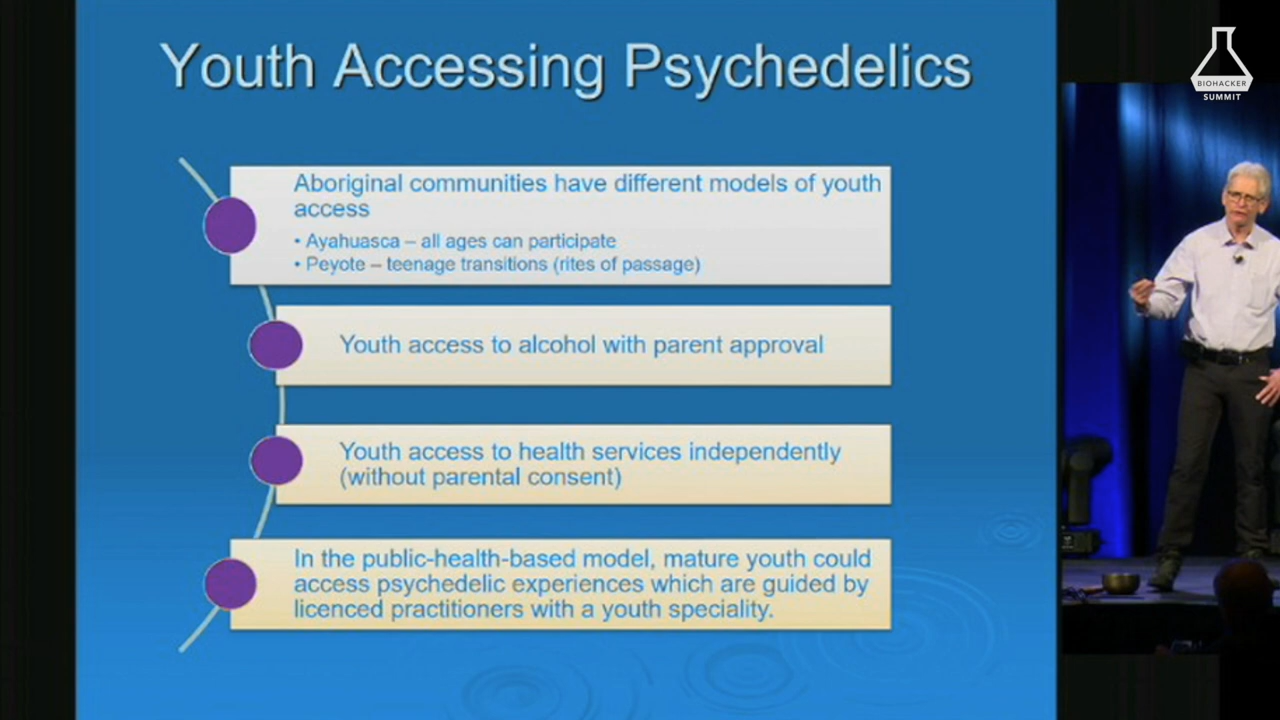 Youth Accessing Psychedelics
Aboriginal communities have different models of youth
access
• Ayahuasca – all ages can participate
• Peyote – teenage transitions (rites of passage)
Youth access to alcohol with parent approval
Youth access to health services independently
(without parental consent)
In the public-health-based model, mature youth could
access psychedelic experiences which are guided by
licenced practitioners with a youth speciality.
BIOHACKER
SUMMIT